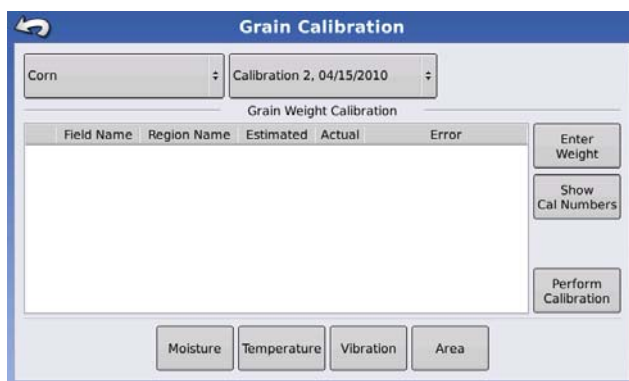 Grain Calibration
Corn
Calibration 2, 04/15/2010
Grain Weight Calibration
Field Name Region Name Estimated Actual Error
Enter
Weight
Show
Cal Numbers
Perform
Calibration
Moisture Temperature Vibration Area